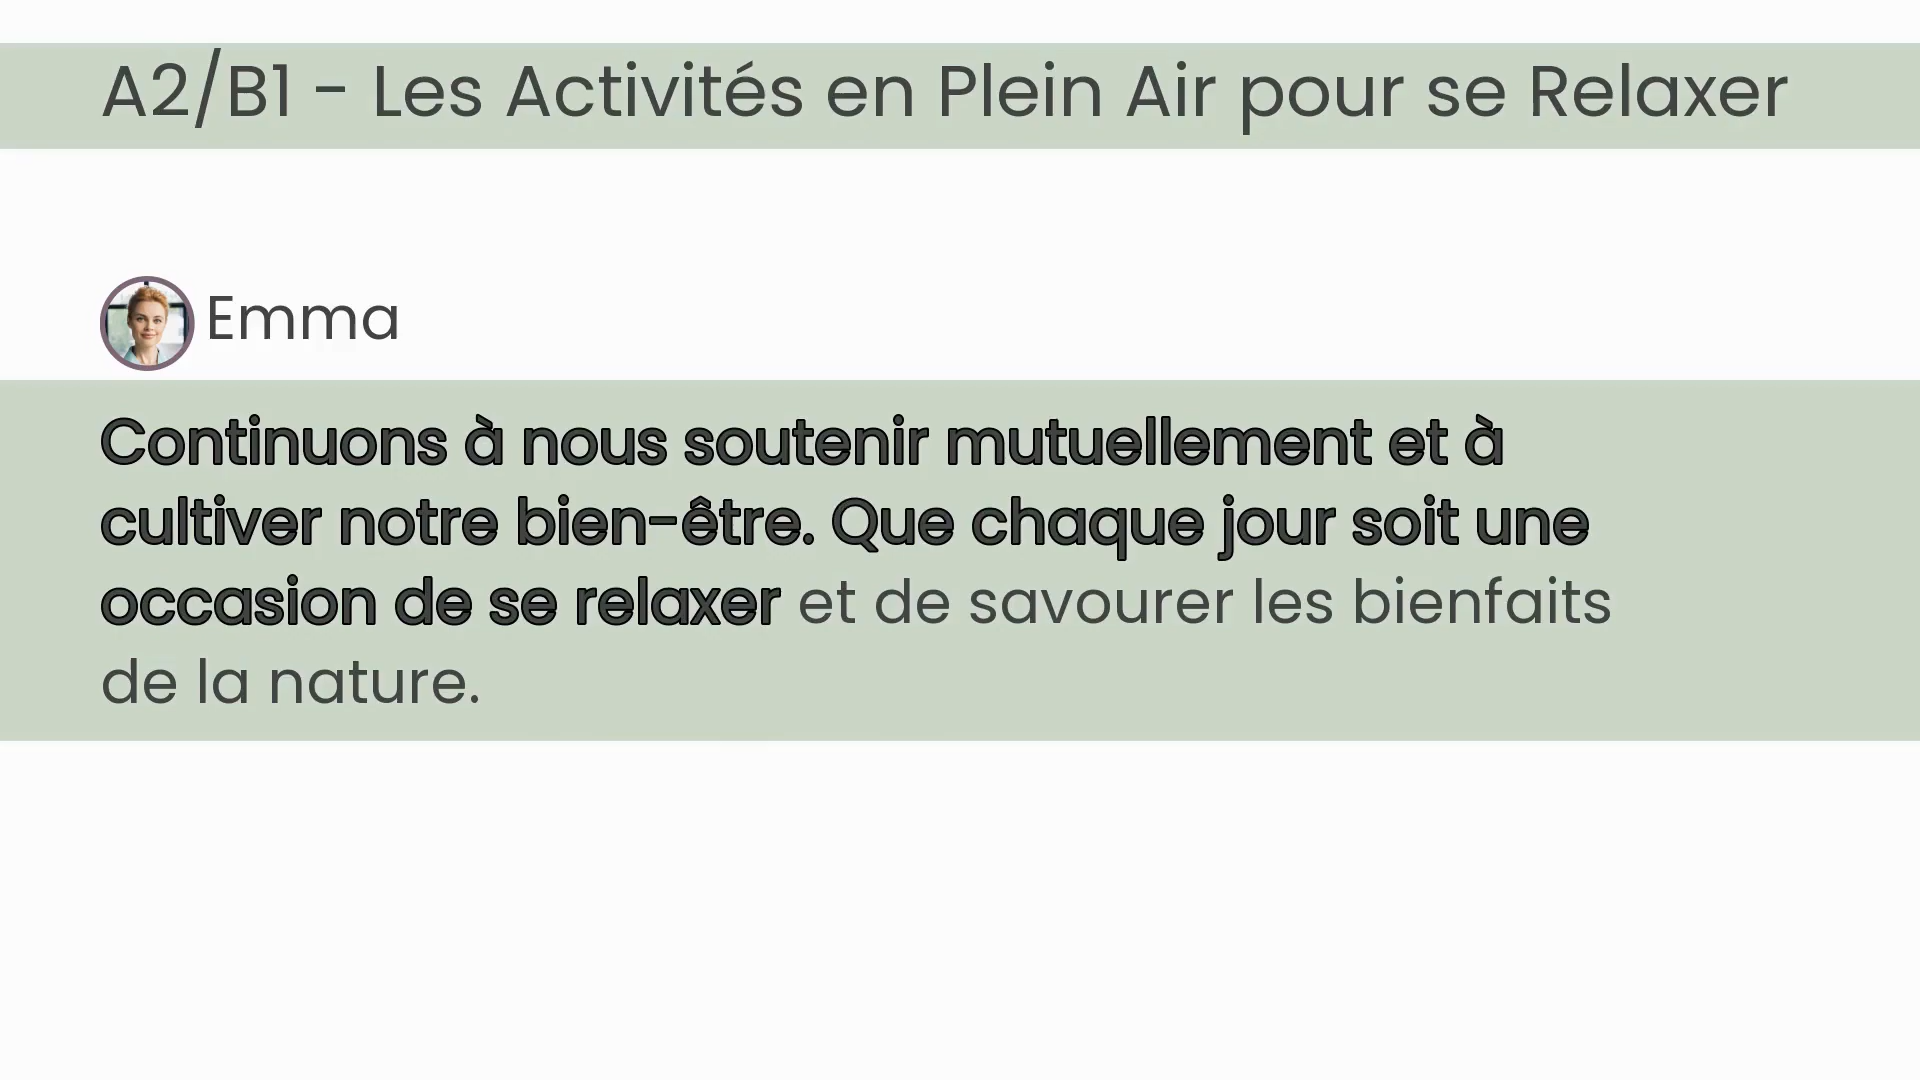 A2/B1 - Les Activités en Plein Air pour se Relaxer
Emma
Continuons à nous soutenir mutuellement et à
cultiver notre bien-être. Que chaque jour soit une
occasion de se relaxer et de savourer les bienfaits
de la nature.